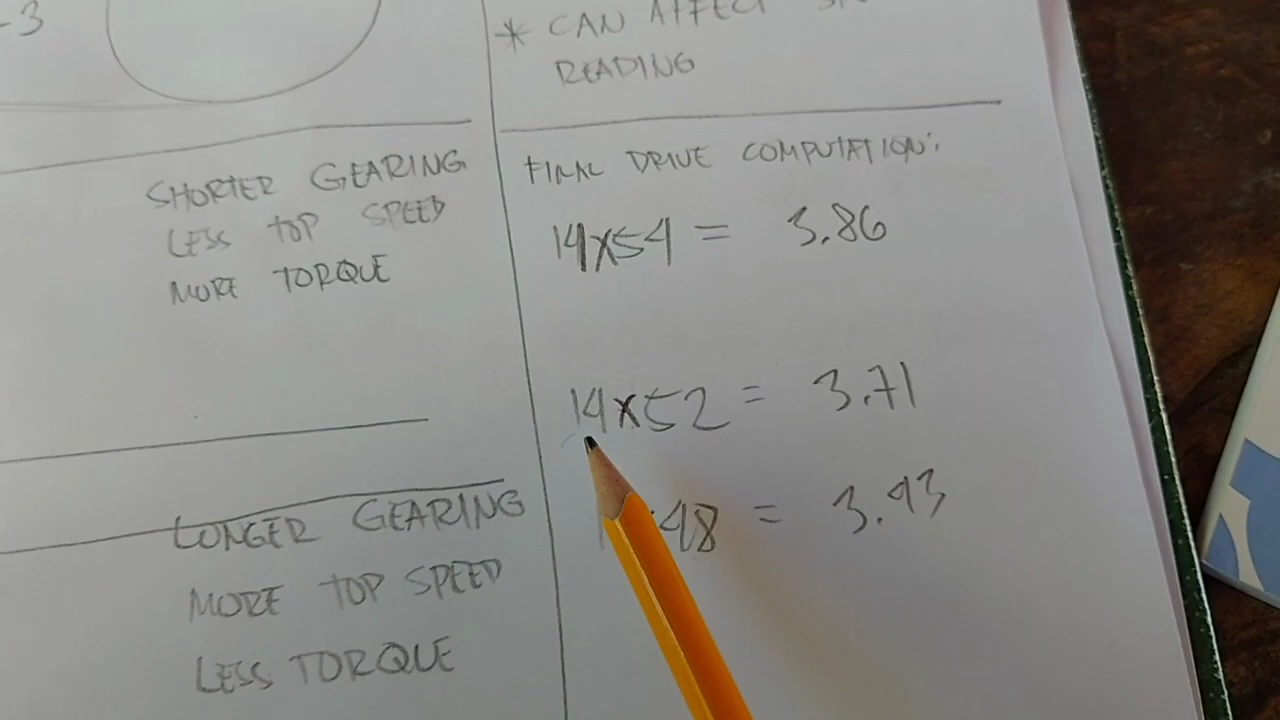 -3
* CAN AFFECT
READING
SHORTER GEARING
LESS TOP SPEED
MORE TORQUE
FINAL DRIVE COMPUTATION:
14x54 = 3.86
14x52 = 3.71
48 = 3.43
LONGER GEARING
MORE TOP SPEED
LESS TORQUE